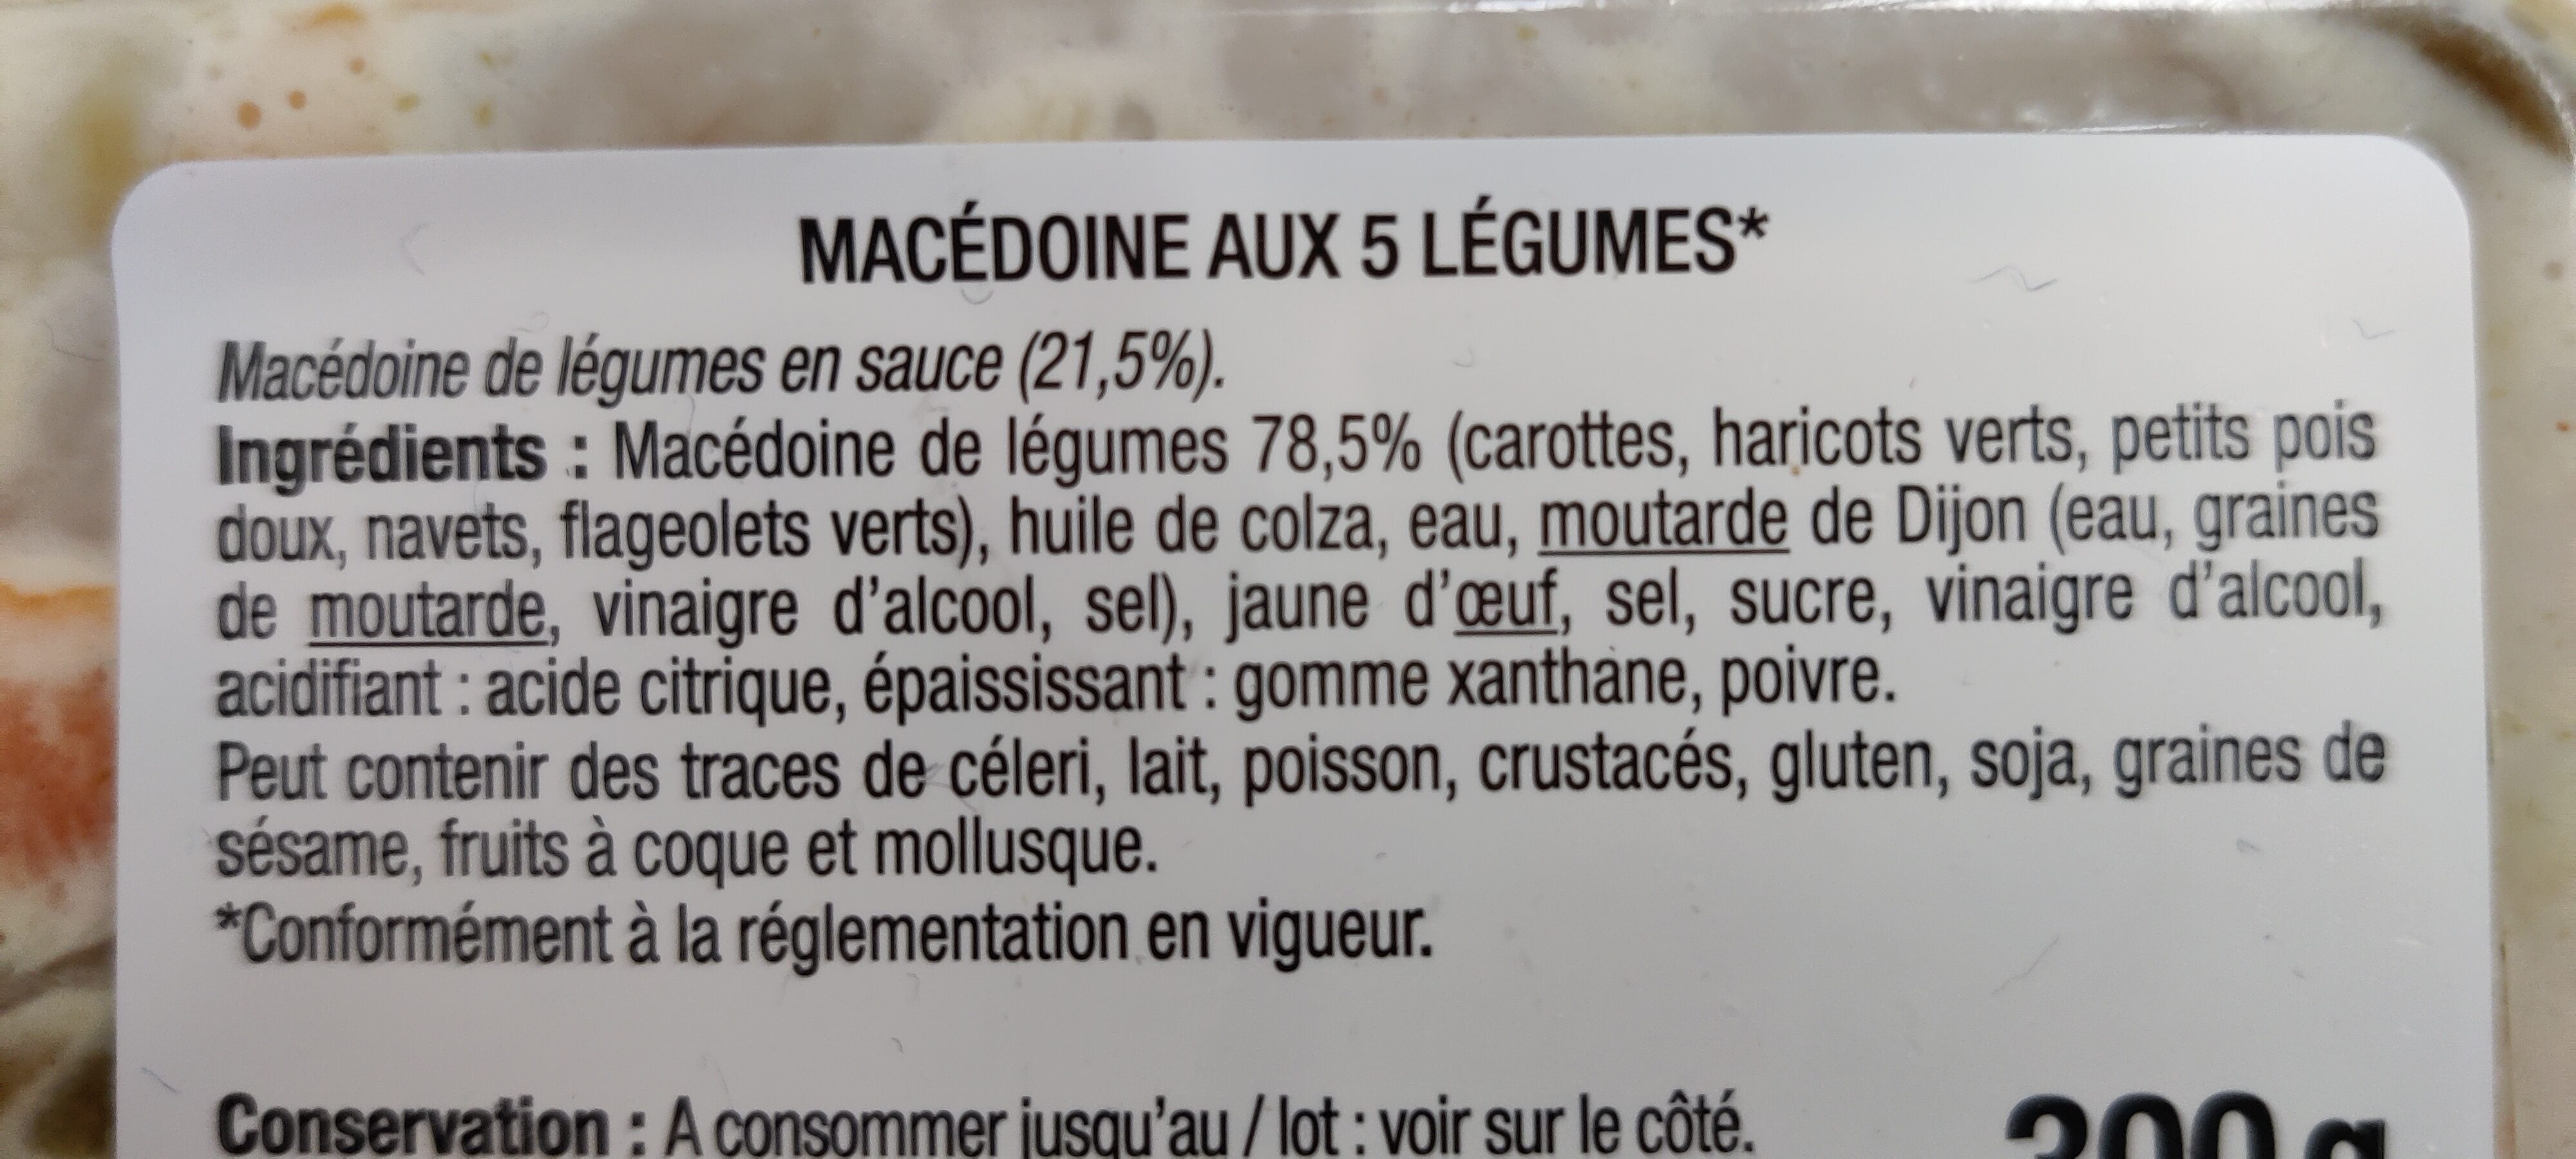 MACÉDOINE AUX 5 LÉGUMES*
Macédoine de légumes en sauce (21,5%).
Ingrédients : Macédoine de légumes 78,5% (carottes, haricots verts, petits pois
doux, navets, flageolets verts), huile de colza, eau, moutarde de Dijon (eau, graines
de moutarde, vinaigre d'alcool, sel), jaune d'œuf, sel, sucre, vinaigre d'alcool,
acidifiant : acide citrique, épaississant : gomme xanthane, poivre.
Peut contenir des traces de céleri, lait, poisson, crustacés, gluten, soja, graines de
sésame, fruits à coque et mollusque.
*Conformément à la réglementation en vigueur.
Conservation : A consommer jusqu'au / lot : voir sur le côté.